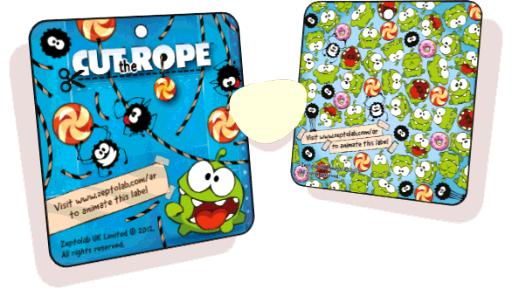 CUT the ROPE
Visit www.zeptolab.com/ar
to animate this label
Zeptolab UK Limited © 2012.
All rights reserved.
Visit www.zeptolab.com/ar
to animate this label